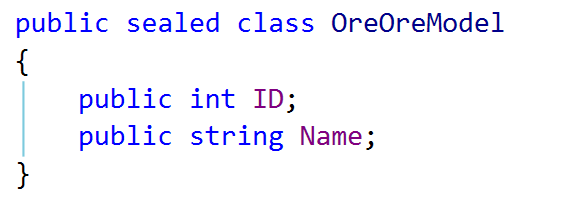 public sealed class OreOreModel
{
    public int ID;
    public string Name;
}